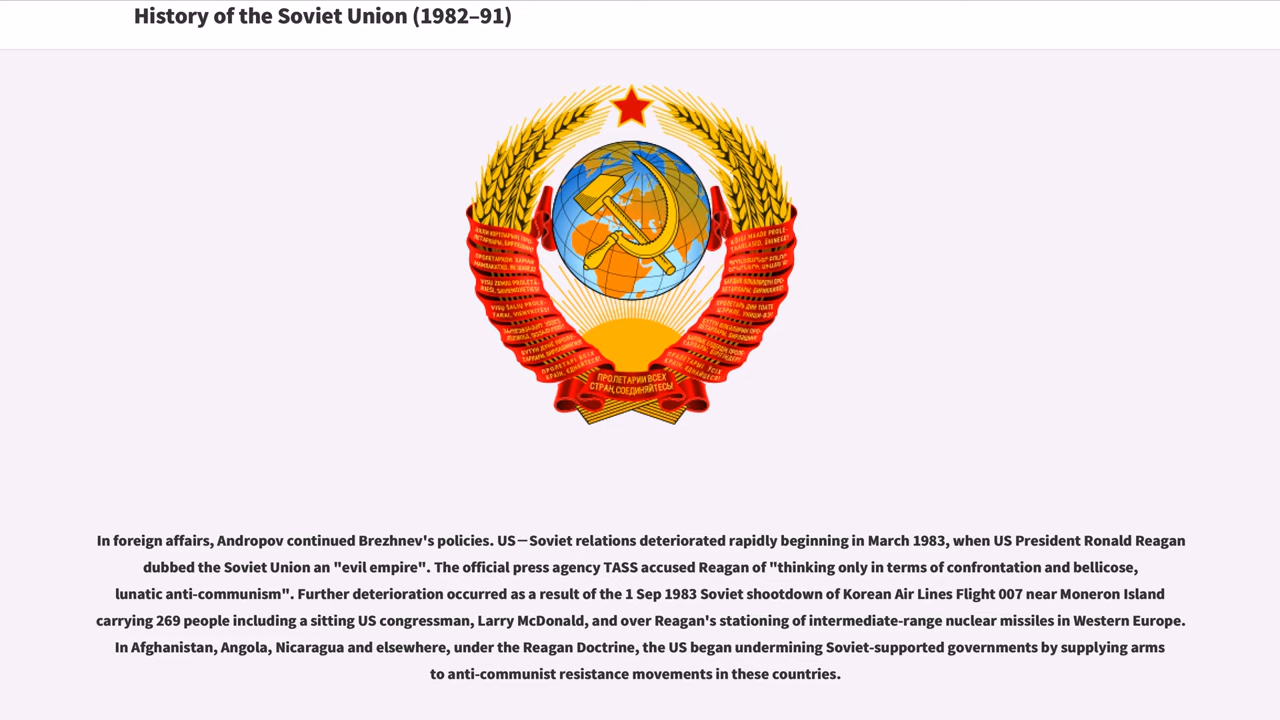 History of the Soviet Union (1982–91)
ПРОЛЕТАРИИ ВСЕХ
СТРАН, СОЕДИНЯЙТЕСЬ!
In foreign affairs, Andropov continued Brezhnev's policies. US—Soviet relations deteriorated rapidly beginning in March 1983, when US President Ronald Reagan
dubbed the Soviet Union an "evil empire". The official press agency TASS accused Reagan of "thinking only in terms of confrontation and bellicose,
lunatic anti-communism". Further deterioration occurred as a result of the 1 Sep 1983 Soviet shootdown of Korean Air Lines Flight 007 near Moneron Island
carrying 269 people including a sitting US congressman, Larry McDonald, and over Reagan's stationing of intermediate-range nuclear missiles in Western Europe.
In Afghanistan, Angola, Nicaragua and elsewhere, under the Reagan Doctrine, the US began undermining Soviet-supported governments by supplying arms
to anti-communist resistance movements in these countries.